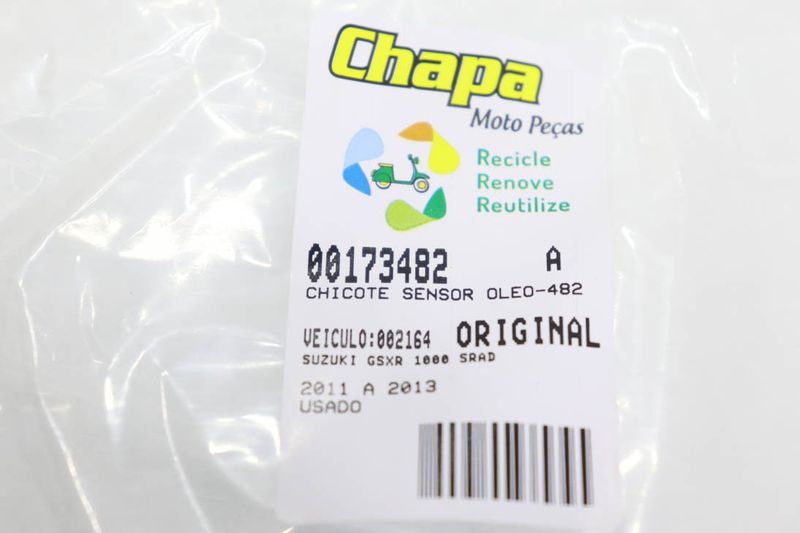 Chapa
Moto Peças
Recicle
Renove
Reutilize
00173482 A
CHICOTE SENSOR OLEO-482
VEICULO:002164 ORIGINAL
SUZUKI GSXR 1000 SRAD
2011 A 2013
USADO